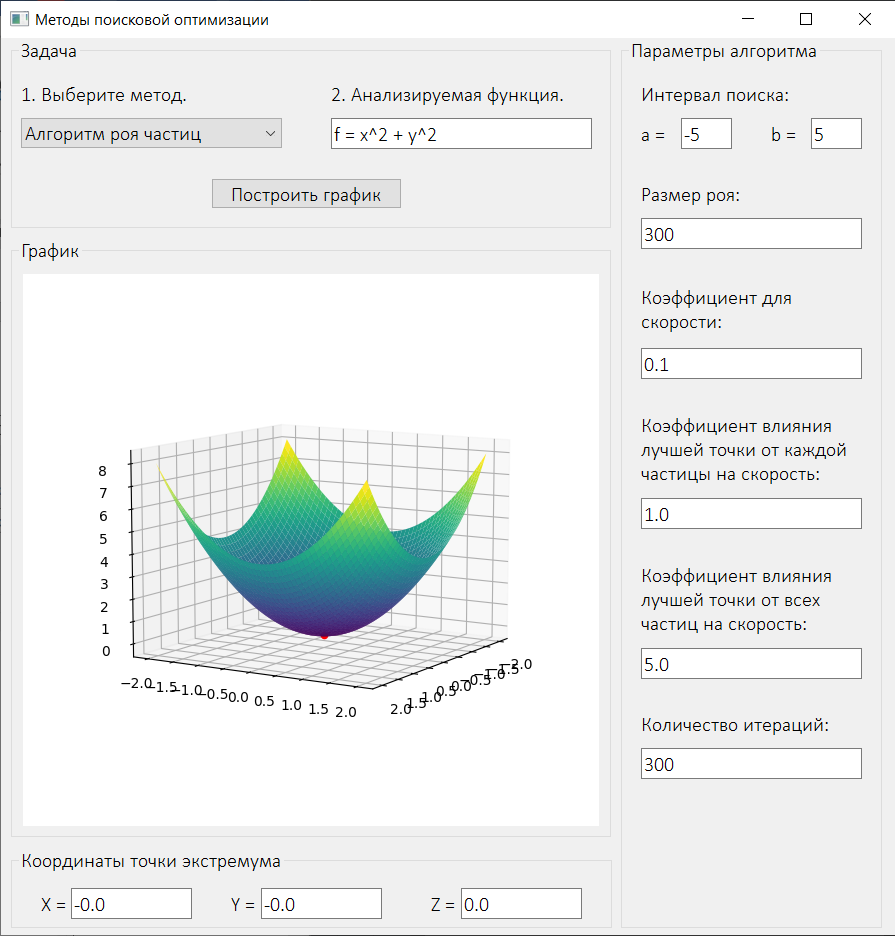 Методы поисковой оптимизации
Задача
1. Выберите метод.
2. Анализируемая функция.
Алгоритм роя частиц
f = x^2 + y^2
Построить график
График
8
7
6
5
4
3
2
1
0
−2.0
−1.5
−1.0
−0.5
0.0
0.5
1.0
1.5
2.0
2.0
1.5
1.0
0.5
0.0
−0.5
−1.0
−1.5
−2.0
Координаты точки экстремума
X = -0.0
Y = -0.0
Z = 0.0
Параметры алгоритма
Интервал поиска:
a = -5
b = 5
Размер роя:
300
Коэффициент для
скорости:
0.1
Коэффициент влияния
лучшей точки от каждой
частицы на скорость:
1.0
Коэффициент влияния
лучшей точки от всех
частиц на скорость:
5.0
Количество итераций:
300